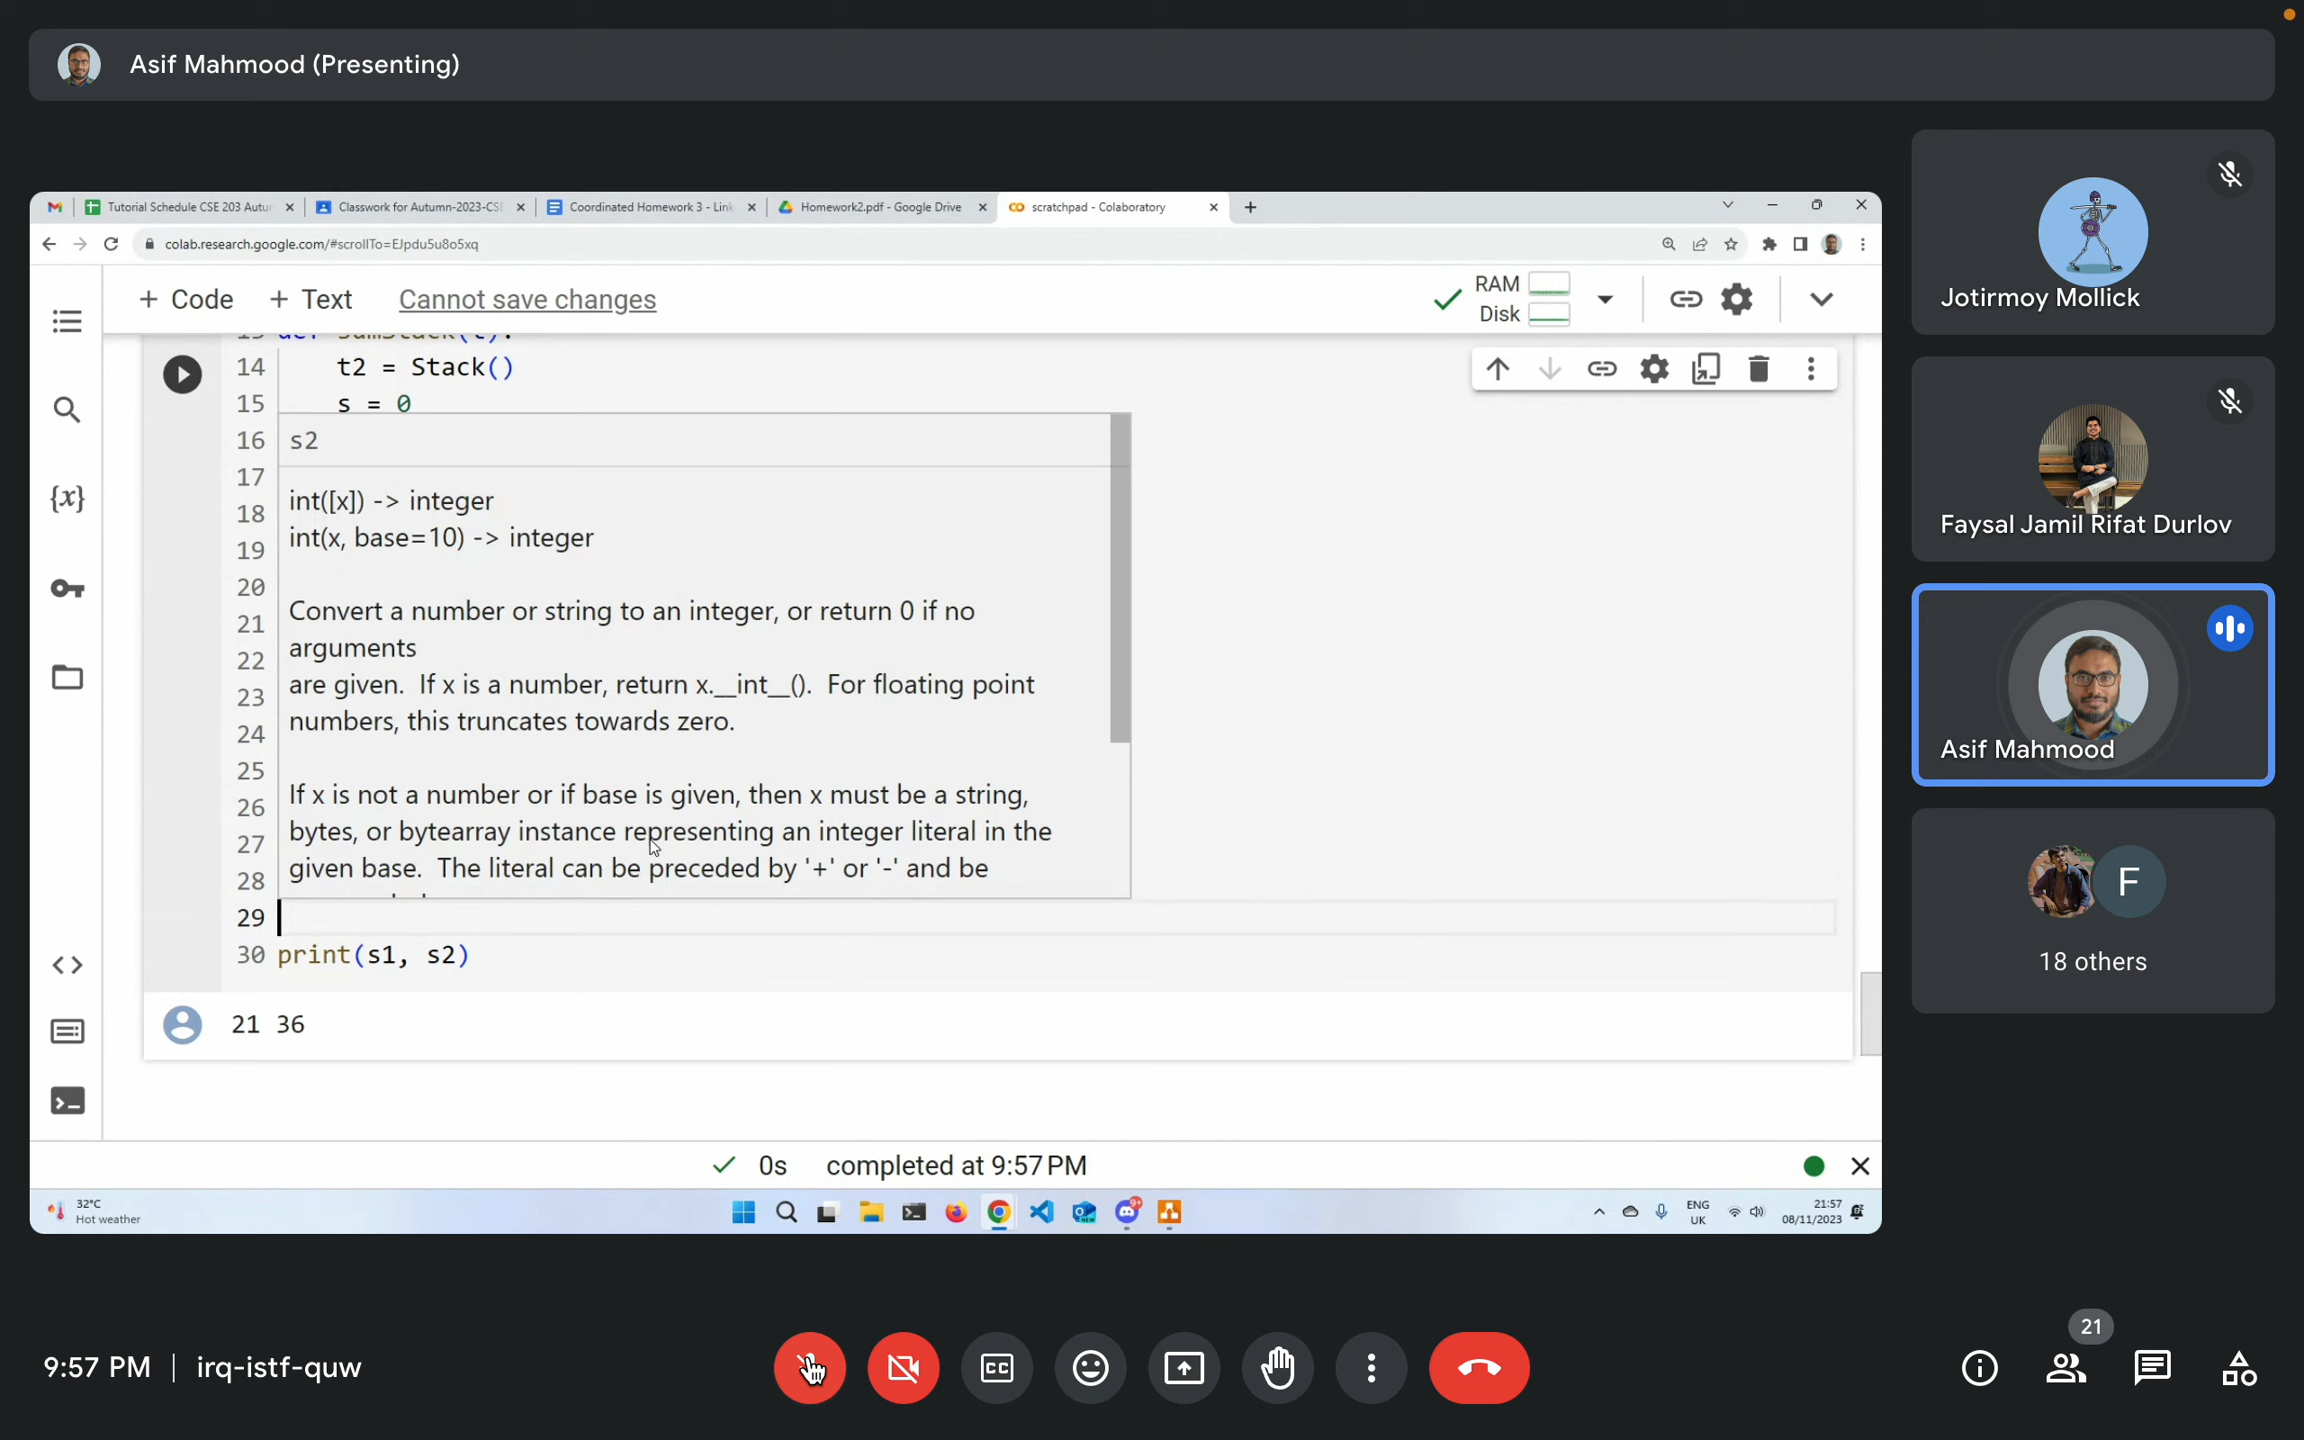 Asif Mahmood (Presenting)
Tutorial Schedule CSE 203 Autur
Classwork for Autumn-2023-CSE
Coordinated Homework 3 - Link
Homework2.pdf - Google Drive
scratchpad - Colaboratory
colab.research.google.com/#scrollTo=EJpdu5u8o5xq
+ Code + Text Cannot save changes
RAM
Disk
13 def sumStack(t):
14 t2 = Stack()
15 s = 0
16 s2
17
18 int([x]) -> integer
19 int(x, base=10) -> integer
20
21 Convert a number or string to an integer, or return 0 if no
22 arguments
23 are given. If x is a number, return x.__int__(). For floating point
24 numbers, this truncates towards zero.
25
26 If x is not a number or if base is given, then x must be a string,
27 bytes, or bytearray instance representing an integer literal in the
28 given base. The literal can be preceded by '+' or '-' and be
29
30 print(s1, s2)
21 36
0s completed at 9:57 PM
32°C
Hot weather
ENG
UK
21:57
08/11/2023
Jotirmoy Mollick
Faysal Jamil Rifat Durlov
Asif Mahmood
F
18 others
9:57 PM | irq-istf-quw
21